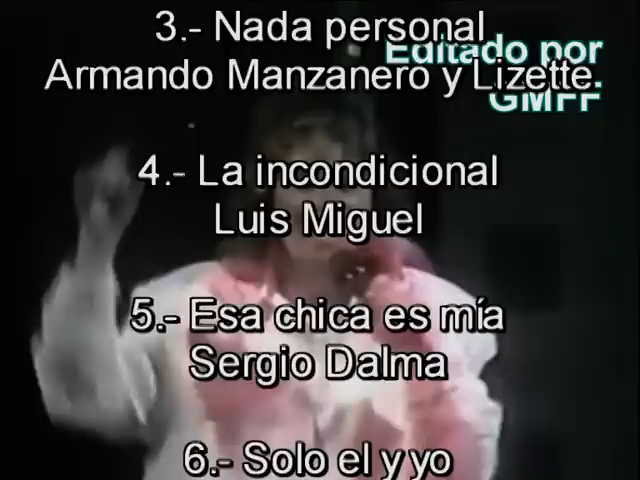 3.- Nada personal
Armando Manzanero y Lizette.
Editado por
GMFF
4.- La incondicional
Luis Miguel
5.- Esa chica es mía
Sergio Dalma
6.- Solo el y yo